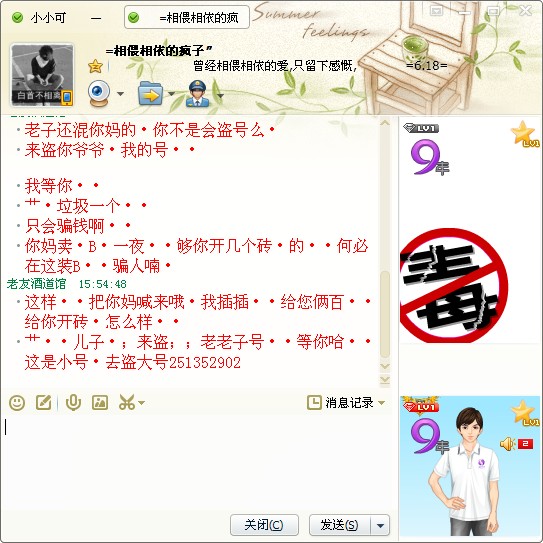 小小可 — =相偎相依的疯
Summer
feelings
=相偎相依的疯子”
曾经相偎相依的爱,只留下感慨, =6.18=
白首不相离
老子还混你妈的·你不是会盗号么·
来盗你爷爷·我的号··
我等你··
艹·垃圾一个··
只会骗钱啊··
你妈卖·B·一夜··够你开几个砖·的··何必
在这装B··骗人喃·
老友酒道馆 15:54:48
这样··把你妈喊来哦·我插插··给您俩百··
给你开砖·怎么样··
艹··儿子·；来盗；；老老子号··等你哈··
这是小号·去盗大号251352902
消息记录
关闭(C) 发送(S)
LV1
LV1
9年
毒
LV1
LV1
9年
2